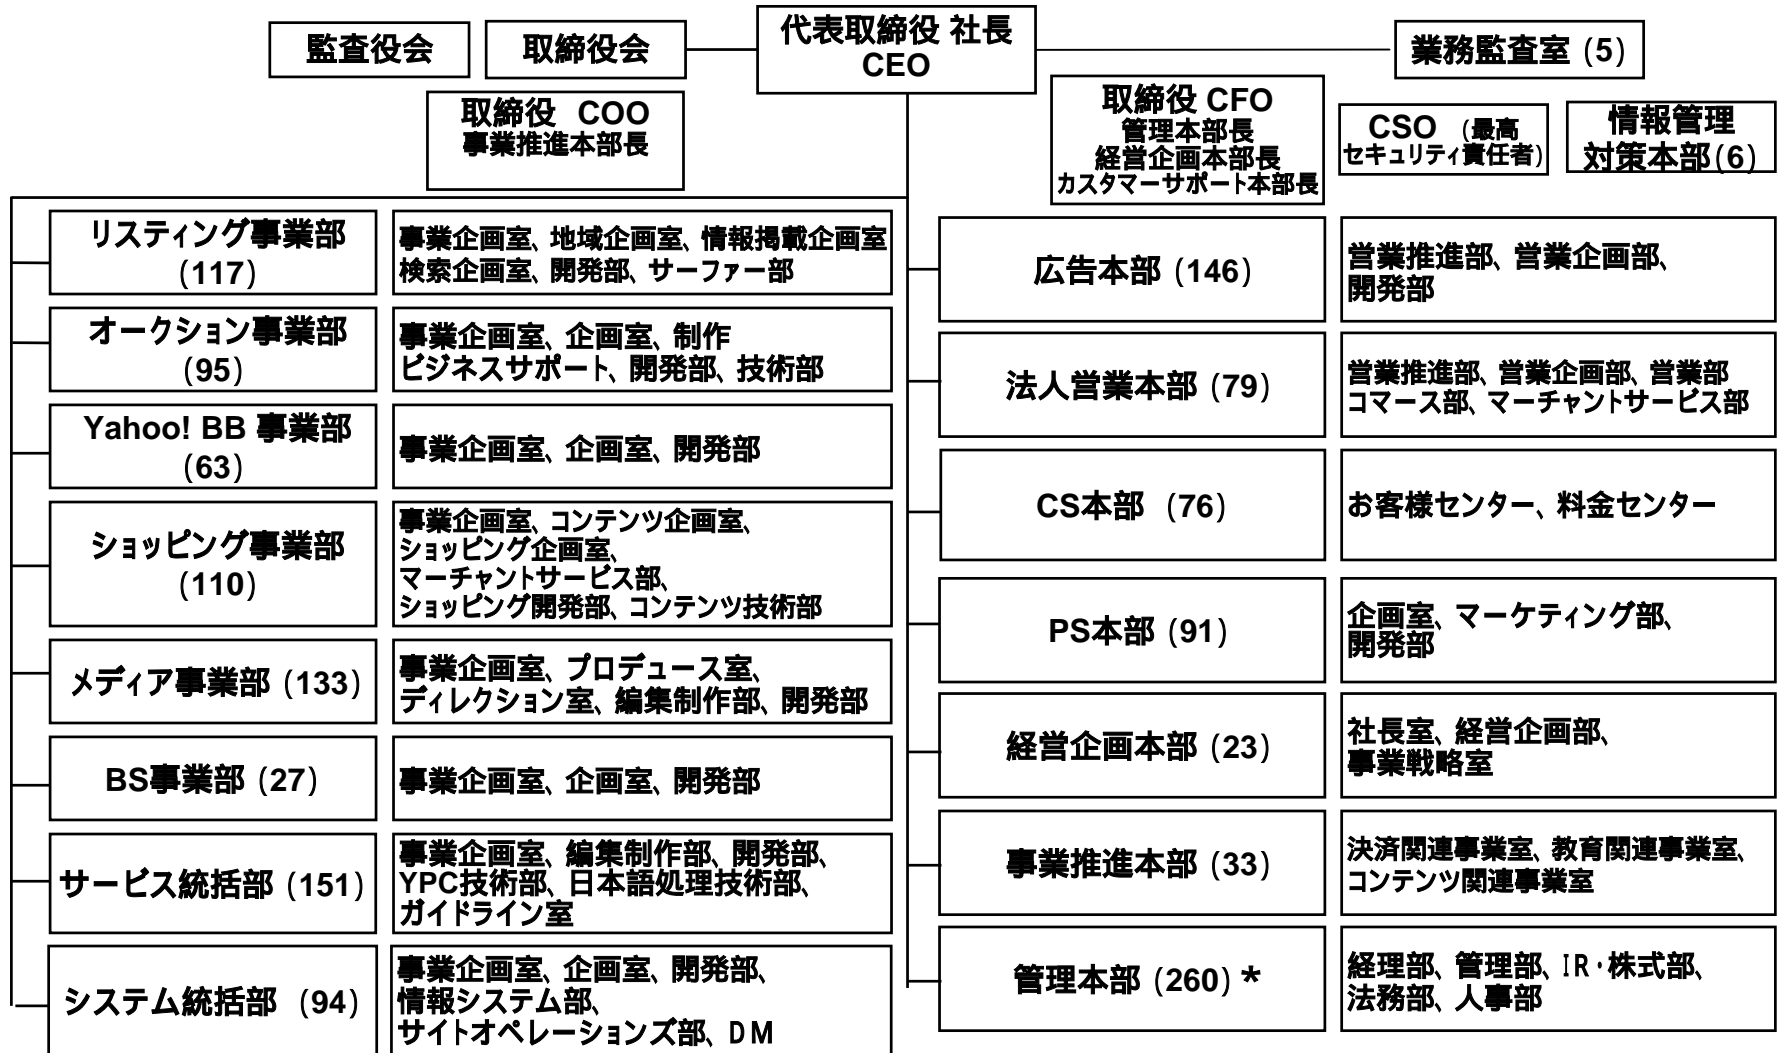 監査役会
取締役会
代表取締役 社長
CEO
業務監査室 (5)
取締役 COO
事業推進本部長
取締役 CFO
管理本部長
経営企画本部長
カスタマーサポート本部長
CSO (最高
セキュリティ責任者)
情報管理
対策本部(6)
リスティング事業部
(117)
事業企画室、地域企画室、情報掲載企画室
検索企画室、開発部、サーファー部
オークション事業部
(95)
事業企画室、企画室、制作
ビジネスサポート、開発部、技術部
Yahoo! BB 事業部
(63)
事業企画室、企画室、開発部
ショッピング事業部
(110)
事業企画室、コンテンツ企画室、
ショッピング企画室、
マーチャントサービス部、
ショッピング開発部、コンテンツ技術部
メディア事業部 (133)
事業企画室、プロデュース室、
ディレクション室、編集制作部、開発部
BS事業部 (27)
事業企画室、企画室、開発部
サービス統括部 (151)
事業企画室、編集制作部、開発部、
YPC技術部、日本語処理技術部、
ガイドライン室
システム統括部 (94)
事業企画室、企画室、開発部、
情報システム部、
サイトオペレーションズ部、DM
広告本部 (146)
営業推進部、営業企画部、
開発部
法人営業本部 (79)
営業推進部、営業企画部、営業部
コマース部、マーチャントサービス部
CS本部 (76)
お客様センター、料金センター
PS本部 (91)
企画室、マーケティング部、
開発部
経営企画本部 (23)
社長室、経営企画部、
事業戦略室
事業推進本部 (33)
決済関連事業室、教育関連事業室、
コンテンツ関連事業室
管理本部 (260) *
経理部、管理部、IR・株式部、
法務部、人事部